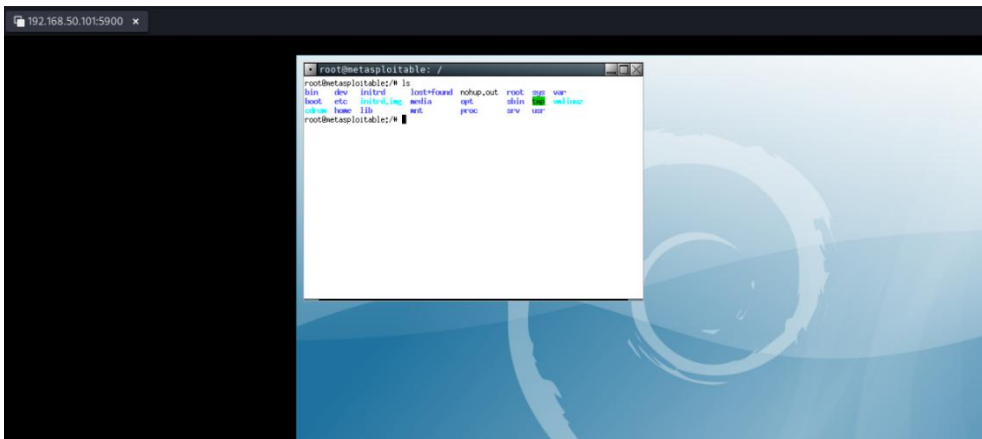 192.168.50.101:5900 ×
root@metasploitable: /
root@metasploitable:/# ls
bin dev initrd lost+found nohup.out root sys var
boot etc initrd.img media opt sbin tmp vmlinuz
cdrom home lib mnt proc srv usr
root@metasploitable:/#